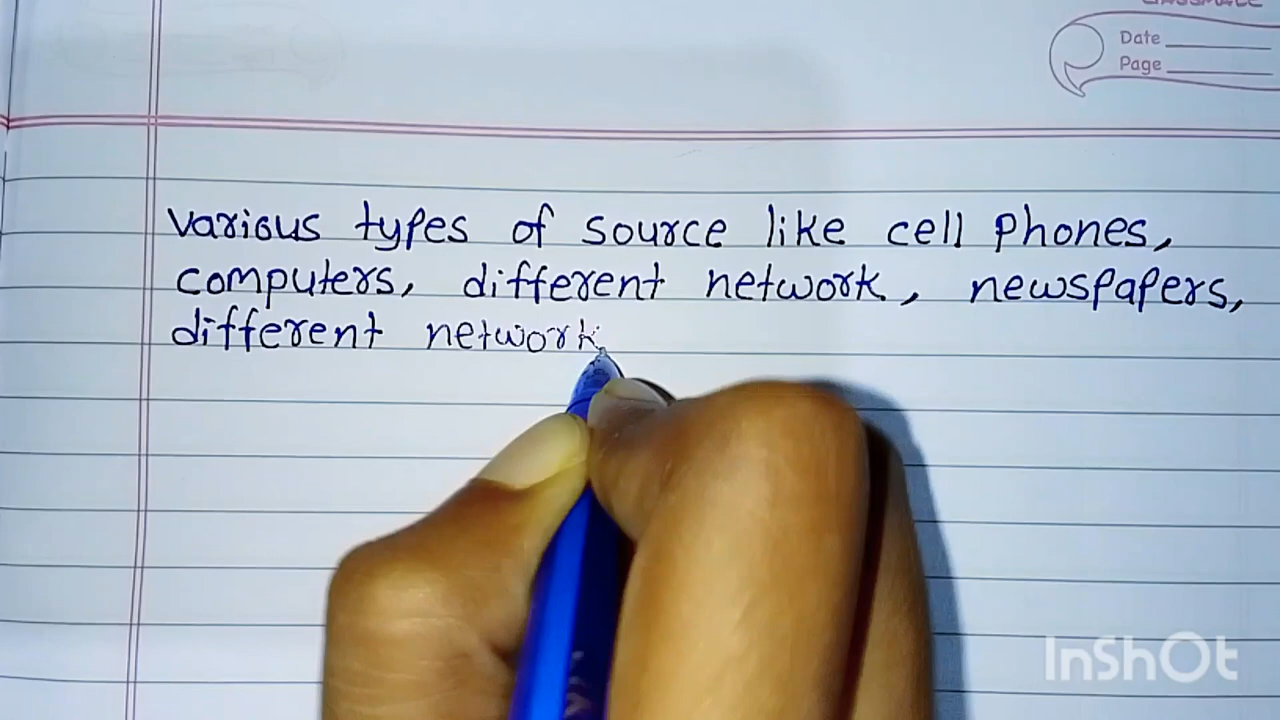 Date
Page
various types of source like cell phones,
computers, different network, newspapers,
different network
InShOt